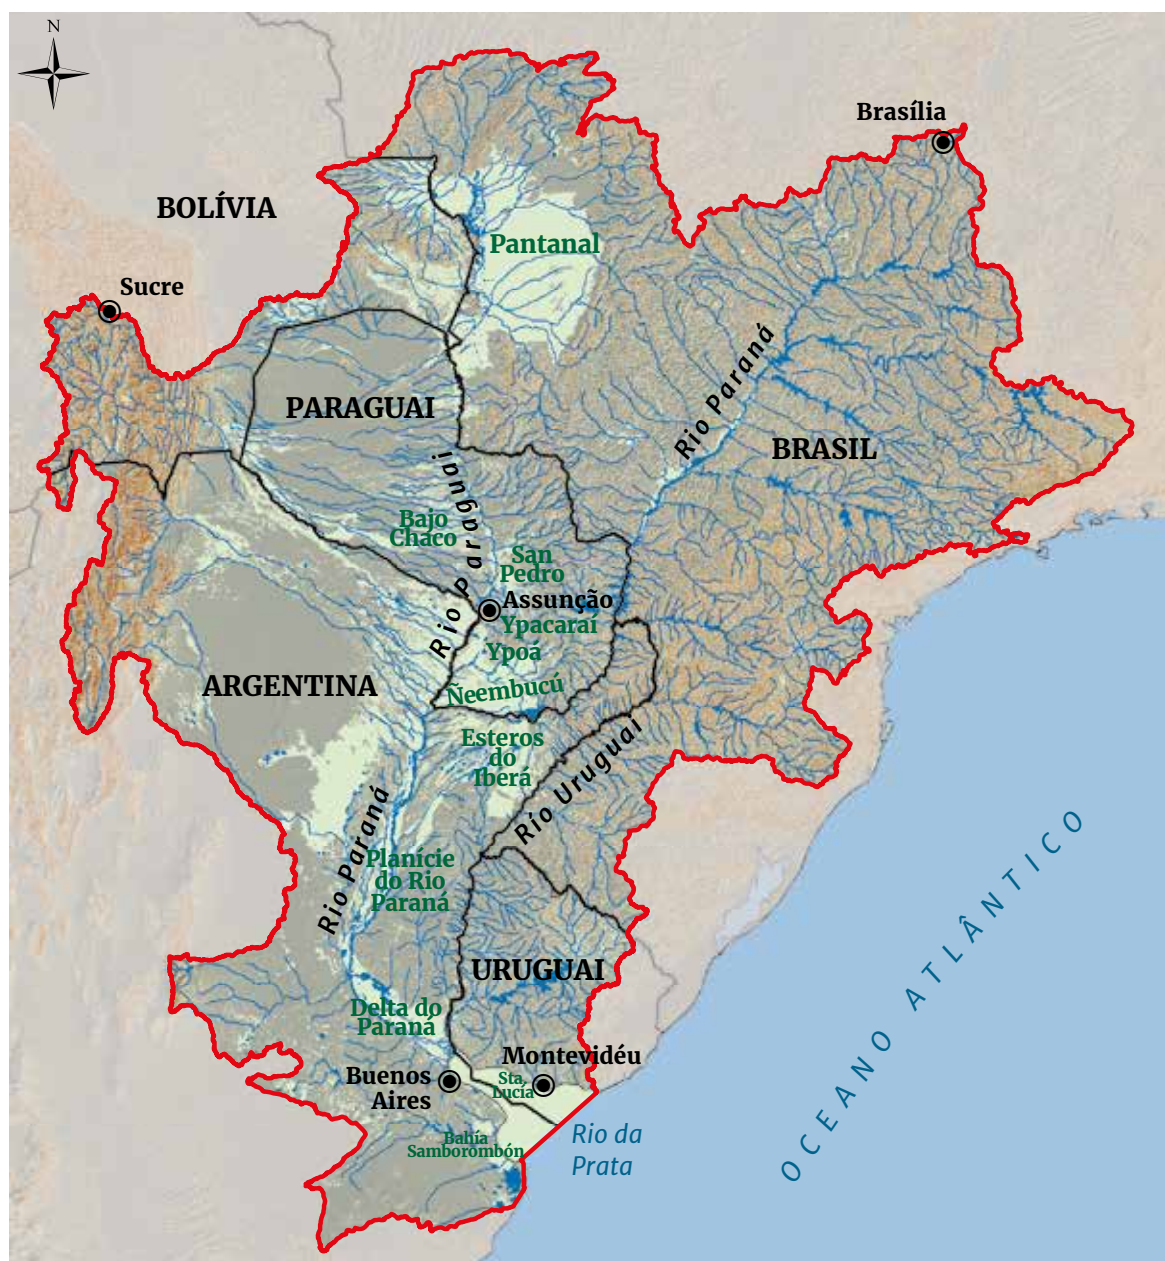 N
Brasília
BOLÍVIA
Pantanal
Sucre
Rio Paraná
PARAGUAI
BRASIL
Rio Paraguai
Bajo
Chaco
San
Pedro
Assunção
Ypacaraí
Ypoá
ARGENTINA
Ñeembucú
Esteros
do
Iberá
Rio Uruguai
Rio Paraná
Planície
do Rio
Paraná
OCEANO ATLÂNTICO
URUGUAI
Delta do
Paraná
Montevidéu
Buenos
Aires
Sta
Lucía
Rio da
Prata
Bahía
Samborombón